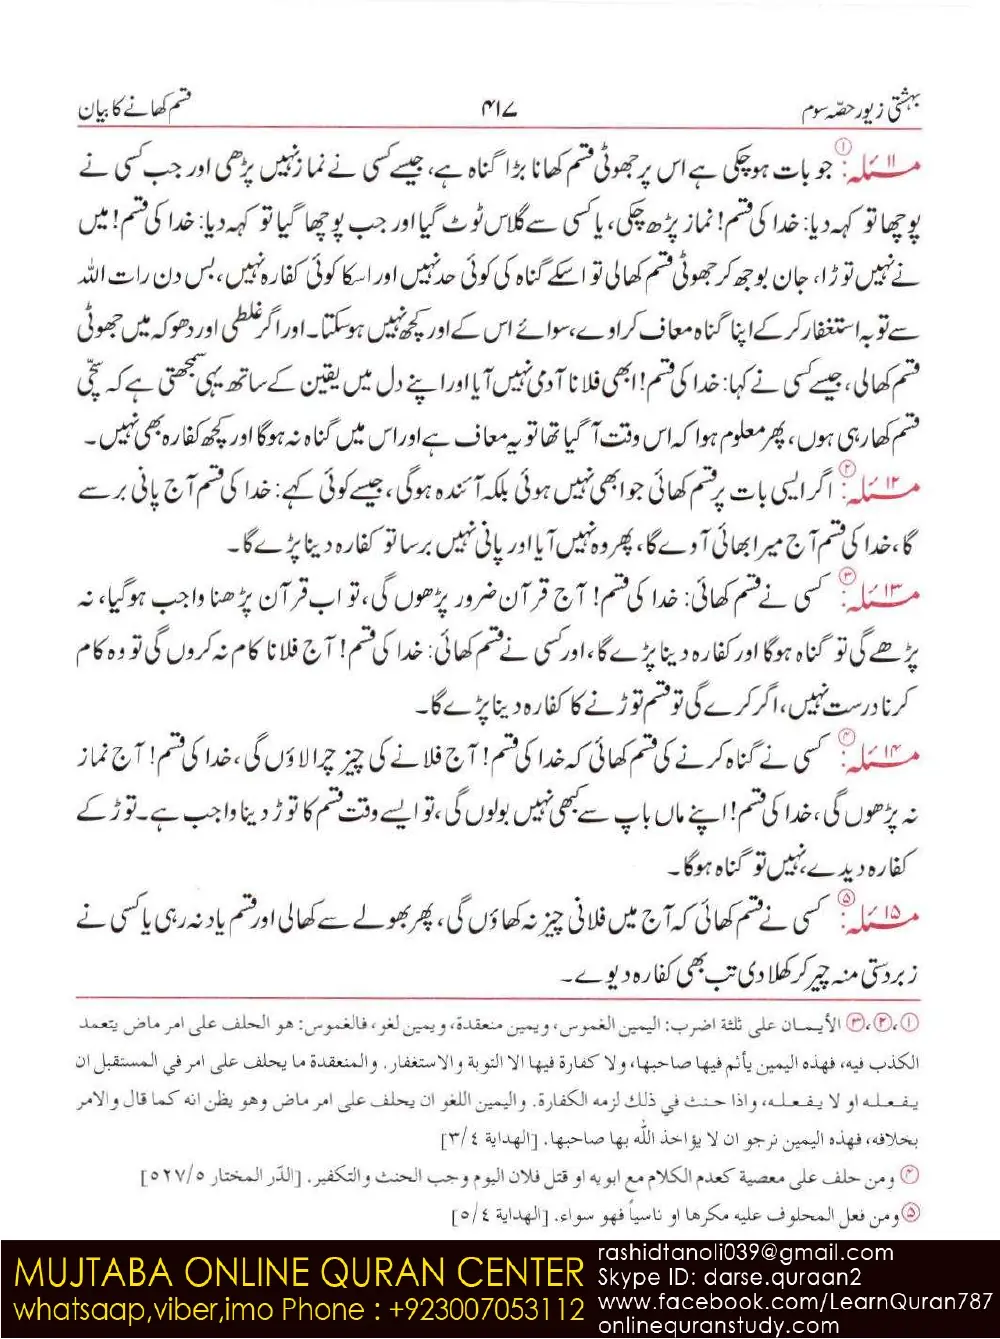 بہشتی زیور حصّہ سوم ۴۱۷ قسم کھانے کا بیان
مسئلہ ۱۱:① جو بات ہوچکی ہے اس پر جھوٹی قسم کھانا بڑا گناہ ہے، جیسے کسی نے نماز نہیں پڑھی اور جب کسی نے
پوچھا تو کہہ دیا: خدا کی قسم! نماز پڑھ چکی، یا کسی سے گلاس ٹوٹ گیا اور جب پوچھا گیا تو کہہ دیا: خدا کی قسم! میں
نے نہیں توڑا، جان بوجھ کر جھوٹی قسم کھالی تو اسکے گناہ کی کوئی حد نہیں اور اسکا کوئی کفارہ نہیں، بس دن رات اللہ
سے توبہ استغفار کرکے اپنا گناہ معاف کراوے، سوائے اس کے اور کچھ نہیں ہوسکتا۔ اور اگر غلطی اور دھوکہ میں جھوٹی
قسم کھالی، جیسے کسی نے کہا: خدا کی قسم! ابھی فلانا آدمی نہیں آیا اور اپنے دل میں یقین کے ساتھ یہی سمجھتی ہے کہ سچّی
قسم کھا رہی ہوں، پھر معلوم ہوا کہ اس وقت آگیا تھا تو یہ معاف ہے اور اس میں گناہ نہ ہوگا اور کچھ کفارہ بھی نہیں۔
مسئلہ ۱۲:② اگر ایسی بات پر قسم کھائی جو ابھی نہیں ہوئی بلکہ آئندہ ہوگی، جیسے کوئی کہے: خدا کی قسم آج پانی برسے
گا، خدا کی قسم آج میرا بھائی آوے گا، پھر وہ نہیں آیا اور پانی نہیں برسا تو کفارہ دینا پڑے گا۔
مسئلہ ۱۳:③ کسی نے قسم کھائی: خدا کی قسم! آج قرآن ضرور پڑھوں گی، تو اب قرآن پڑھنا واجب ہوگیا، نہ
پڑھے گی تو گناہ ہوگا اور کفارہ دینا پڑے گا، اور کسی نے قسم کھائی: خدا کی قسم! آج فلانا کام نہ کروں گی تو وہ کام
کرنا درست نہیں، اگر کرے گی تو قسم توڑنے کا کفارہ دینا پڑے گا۔
مسئلہ ۱۴:④ کسی نے گناہ کرنے کی قسم کھائی کہ خدا کی قسم! آج فلانے کی چیز چرا لاؤں گی، خدا کی قسم! آج نماز
نہ پڑھوں گی، خدا کی قسم! اپنے ماں باپ سے کبھی نہیں بولوں گی، تو ایسے وقت قسم کا توڑ دینا واجب ہے۔ توڑ کے
کفارہ دیدے، نہیں تو گناہ ہوگا۔
مسئلہ ۱۵:⑤ کسی نے قسم کھائی کہ آج میں فلانی چیز نہ کھاؤں گی، پھر بھولے سے کھالی اور قسم یاد نہ رہی یا کسی نے
زبردستی منہ چیر کر کھلا دی تب بھی کفارہ دیوے۔
①،②،③ الأيمان على ثلثة اضرب: اليمين الغموس، ويمين منعقدة، ويمين لغو، فالغموس: هو الحلف على امر ماض يتعمد
الكذب فيه، فهذه اليمين يأثم فيها صاحبها، ولا كفارة فيها الا التوبة والاستغفار. والمنعقدة ما يحلف على امر في المستقبل ان
يفعله او لا يفعله، واذا حنث في ذلك لزمه الكفارة. واليمين اللغو ان يحلف على امر ماض وهو يظن انه كما قال والامر
بخلافه، فهذه اليمين نرجو ان لا يؤاخذ الله بها صاحبها. [الهداية ٣/٤]
④ ومن حلف على معصية كعدم الكلام مع ابويه او قتل فلان اليوم وجب الحنث والتكفير. [الدّر المختار ٥٢٧/٥]
⑤ ومن فعل المحلوف عليه مكرها او ناسياً فهو سواء. [الهداية ٥/٤]
MUJTABA ONLINE QURAN CENTER
whatsaap,viber,imo Phone : +923007053112
rashidtanoli039@gmail.com
Skype ID: darse.quraan2
www.facebook.com/LearnQuran787
onlinequranstudy.com